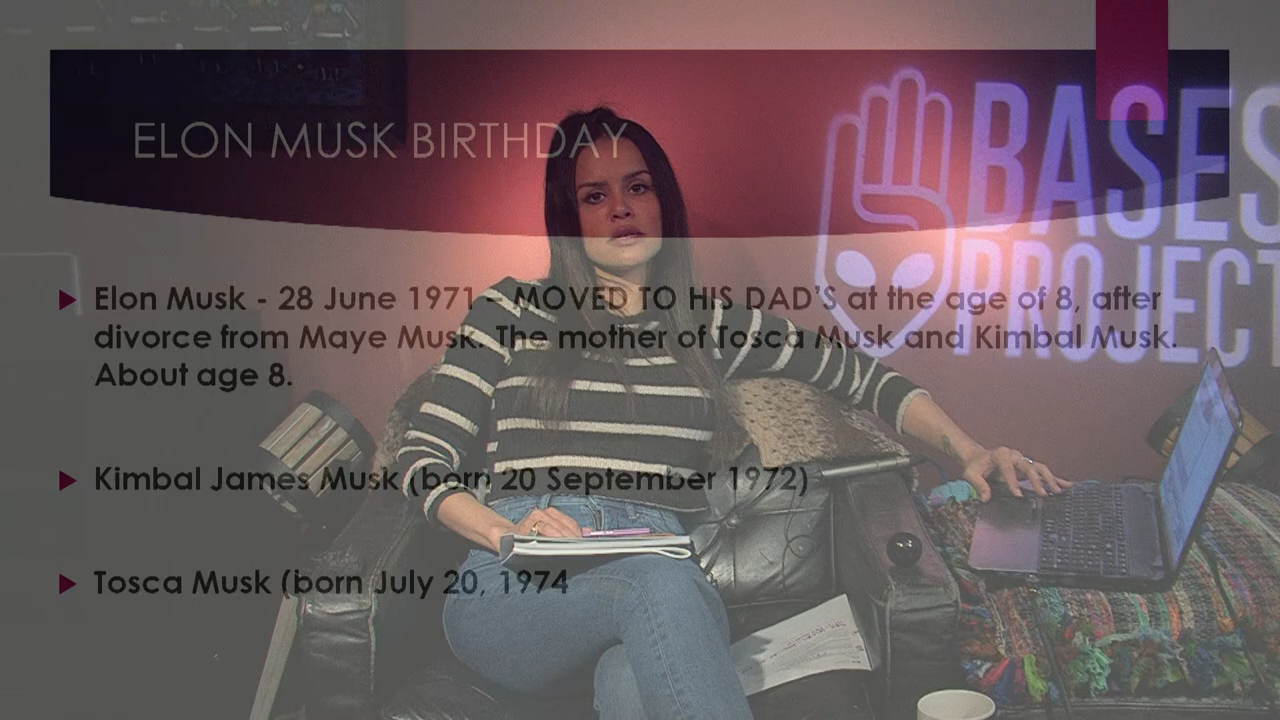 ELON MUSK BIRTHDAY
BASES
PROJECT
Elon Musk - 28 June 1971 - MOVED TO HIS DAD'S at the age of 8, after
divorce from Maye Musk. The mother of Tosca Musk and Kimbal Musk.
About age 8.
Kimbal James Musk (born 20 September 1972)
Tosca Musk (born July 20, 1974